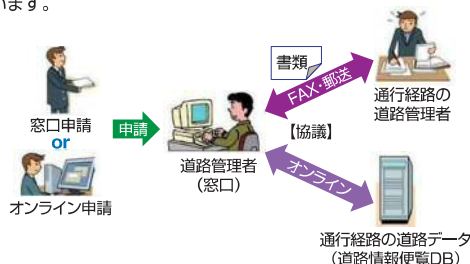 います。
書類
FAX・郵送
通行経路の
道路管理者
窓口申請
or
申請
【協議】
道路管理者
（窓口）
オンライン
オンライン申請
通行経路の道路データ
（道路情報便覧DB）